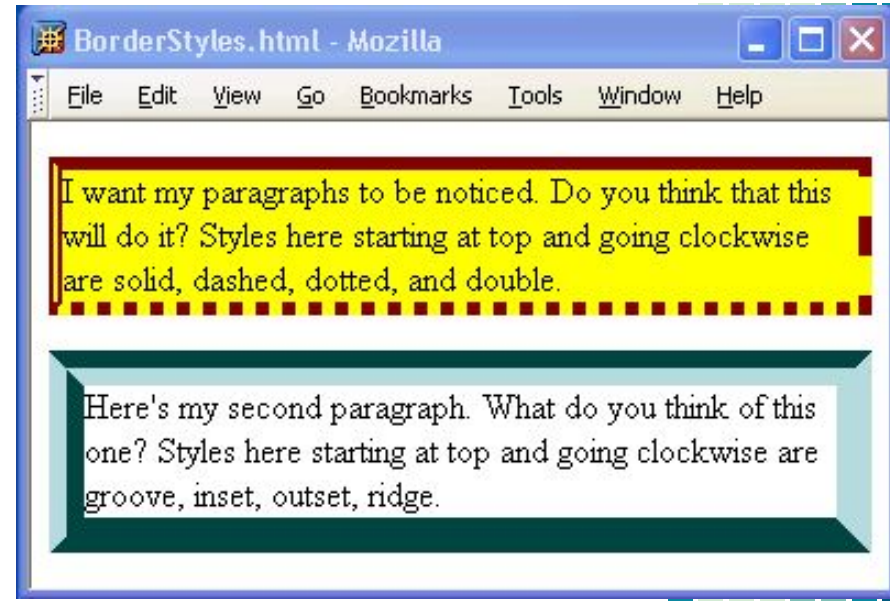 BorderStyles.html - Mozilla
File Edit View Go Bookmarks Tools Window Help
I want my paragraphs to be noticed. Do you think that this
will do it? Styles here starting at top and going clockwise
are solid, dashed, dotted, and double.
Here's my second paragraph. What do you think of this
one? Styles here starting at top and going clockwise are
groove, inset, outset, ridge.